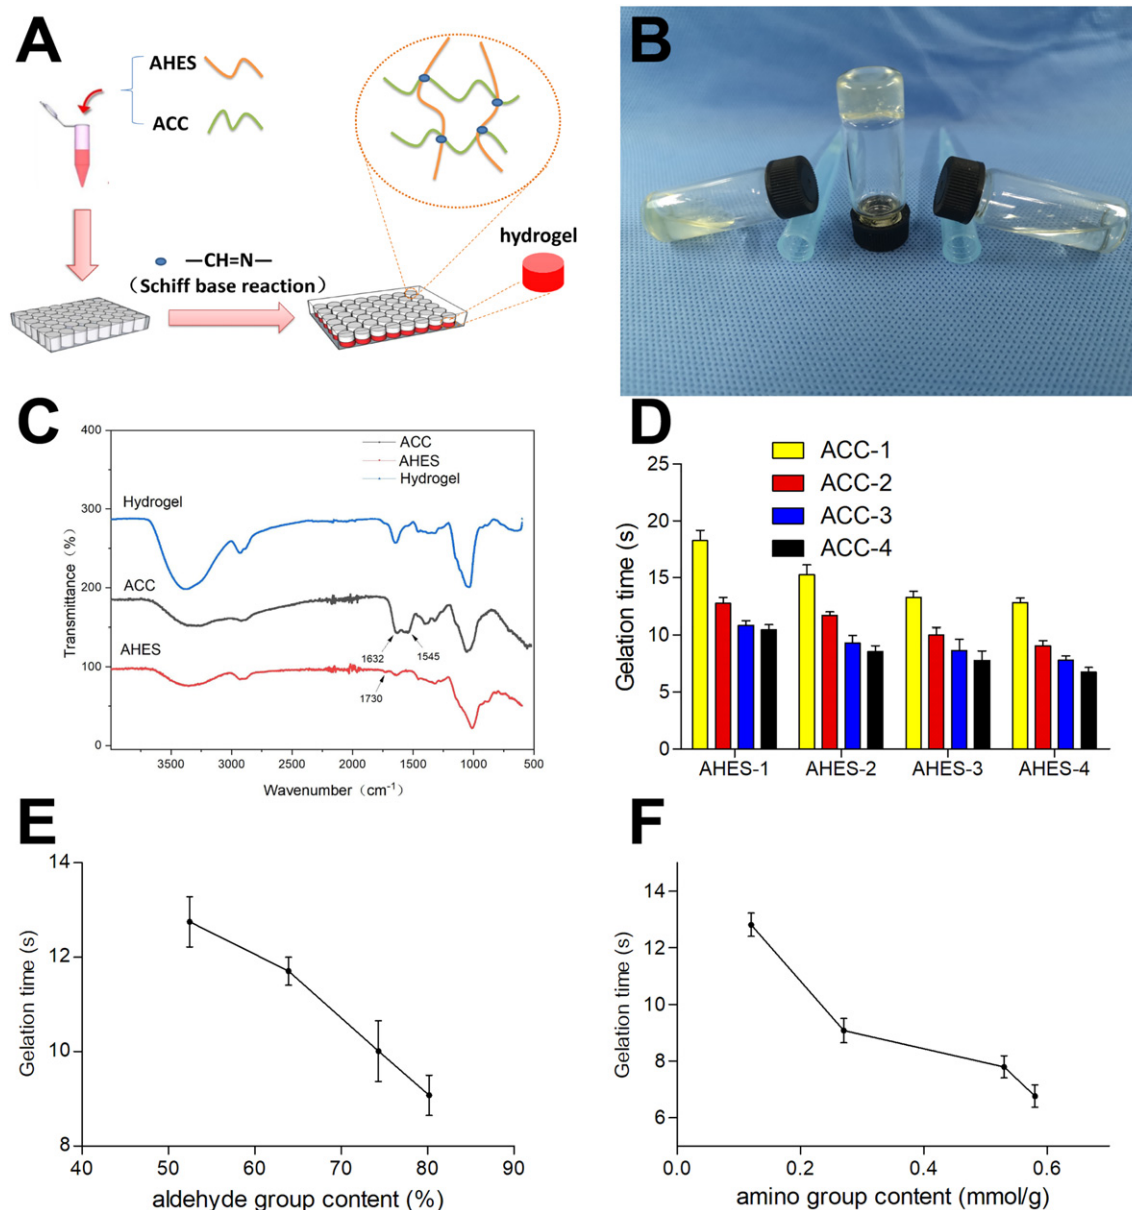 A
AHES
ACC
—CH=N—
（Schiff base reaction）
hydrogel
B
C
400
300
200
100
0
Transmittance（%）
ACC
AHES
Hydrogel
Hydrogel
ACC
AHES
1632
1545
1730
3500 3000 2500 2000 1500 1000 500
Wavenumber（cm-1）
D
ACC-1
ACC-2
ACC-3
ACC-4
25
20
15
10
5
0
Gelation time (s)
AHES-1 AHES-2 AHES-3 AHES-4
E
14
12
10
8
Gelation time (s)
40 50 60 70 80 90
aldehyde group content (%)
F
14
12
10
8
6
Gelation time (s)
0.0 0.2 0.4 0.6
amino group content (mmol/g)